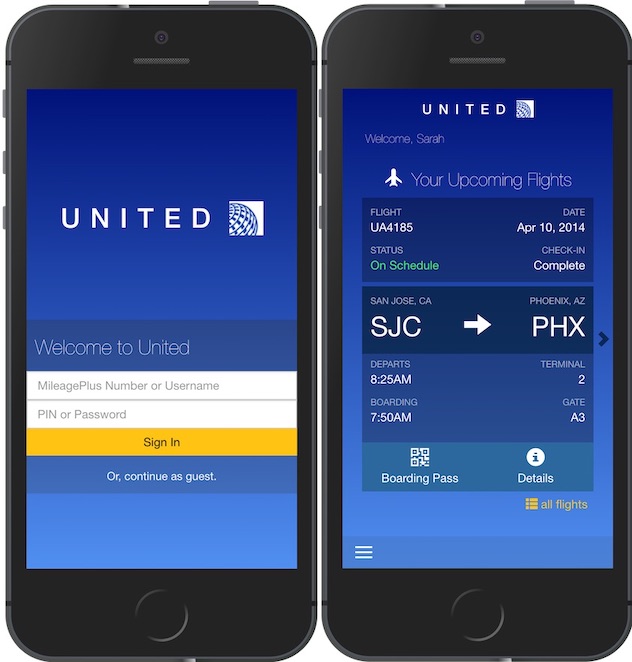 UNITED
Welcome to United
MileagePlus Number or Username
PIN or Password
Sign In
Or, continue as guest.
UNITED
Welcome, Sarah
Your Upcoming Flights
FLIGHT DATE
UA4185 Apr 10, 2014
STATUS CHECK-IN
On Schedule Complete
SAN JOSE, CA PHOENIX, AZ
SJC PHX
DEPARTS TERMINAL
8:25AM 2
BOARDING GATE
7:50AM A3
Boarding Pass Details
all flights